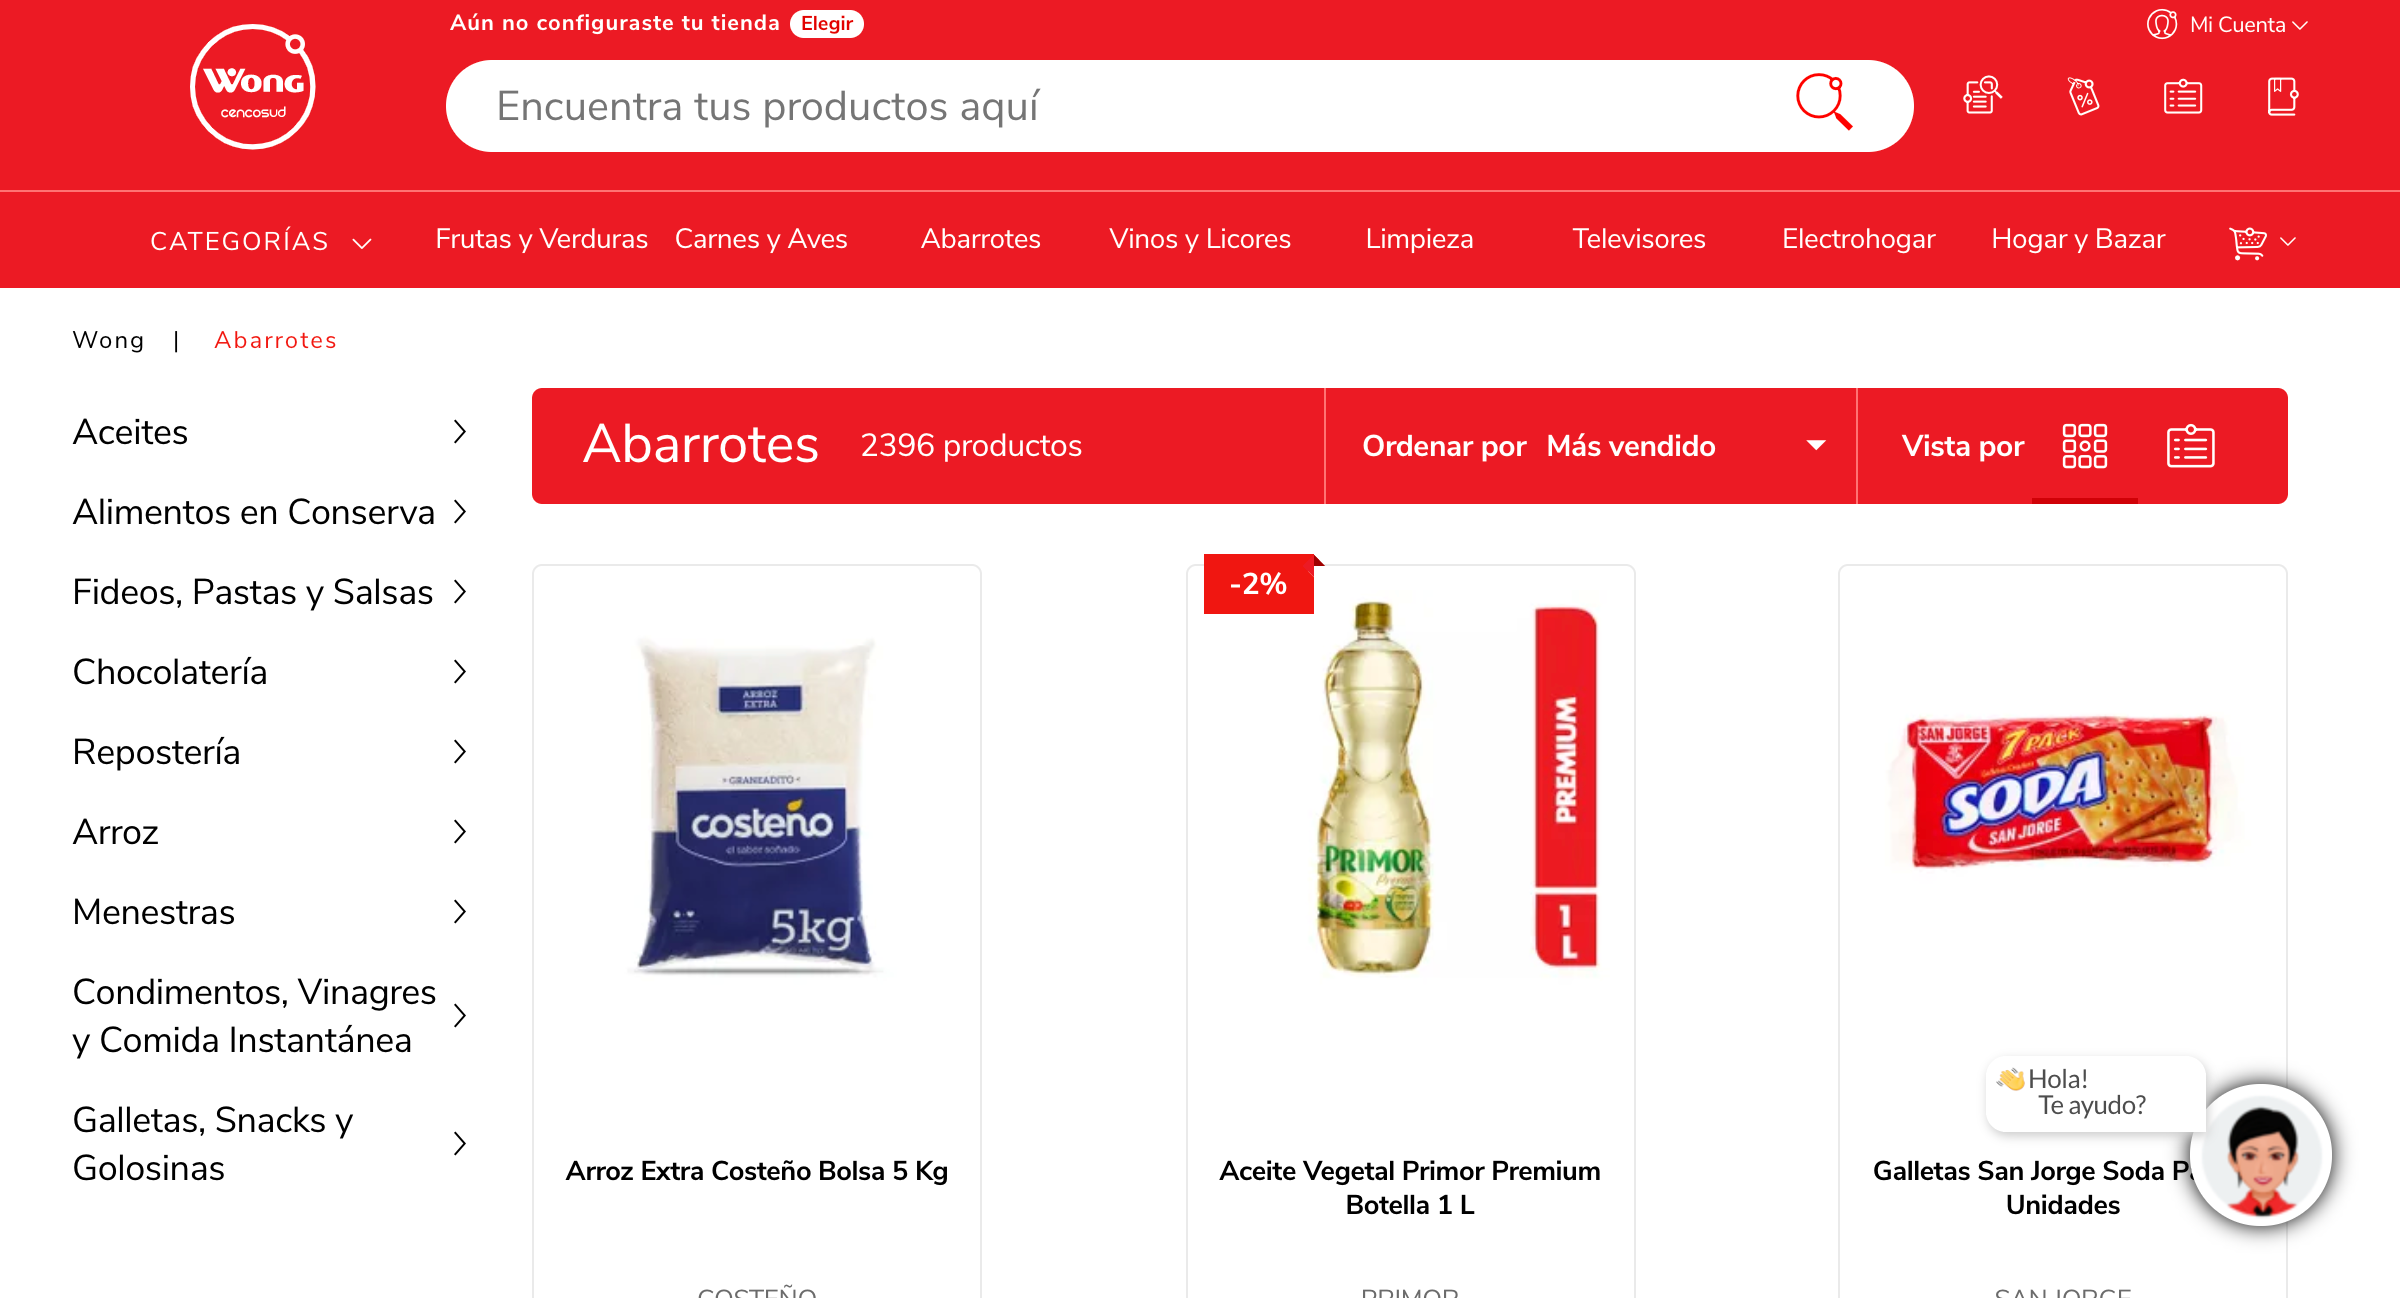 Aún no configuraste tu tienda Elegir
Mi Cuenta
Wong
cencosud
Encuentra tus productos aquí
CATEGORÍAS
Frutas y Verduras
Carnes y Aves
Abarrotes
Vinos y Licores
Limpieza
Televisores
Electrohogar
Hogar y Bazar
Wong | Abarrotes
Aceites
Alimentos en Conserva
Fideos, Pastas y Salsas
Chocolatería
Repostería
Arroz
Menestras
Condimentos, Vinagres
y Comida Instantánea
Galletas, Snacks y
Golosinas
Abarrotes 2396 productos
Ordenar por Más vendido
Vista por
ARROZ
EXTRA
GRANEADITO
costeño
el sabor soñado
5kg
Arroz Extra Costeño Bolsa 5 Kg
COSTEÑO
-2%
PRIMOR
PREMIUM
1 L
Aceite Vegetal Primor Premium
Botella 1 L
PRIMOR
SAN JORGE
7 PACK
SODA
SAN JORGE
Galletas San Jorge Soda
Unidades
SAN JORGE
Hola!
Te ayudo?